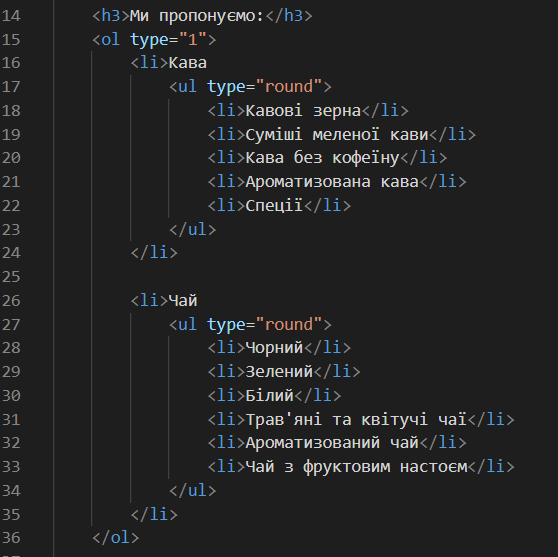 14 <h3>Ми пропонуємо:</h3>
15 <ol type="1">
16 <li>Кава
17 <ul type="round">
18 <li>Кавові зерна</li>
19 <li>Суміші меленої кави</li>
20 <li>Кава без кофеїну</li>
21 <li>Ароматизована кава</li>
22 <li>Спеції</li>
23 </ul>
24 </li>
25
26 <li>Чай
27 <ul type="round">
28 <li>Чорний</li>
29 <li>Зелений</li>
30 <li>Білий</li>
31 <li>Трав'яні та квітучі чаї</li>
32 <li>Ароматизований чай</li>
33 <li>Чай з фруктовим настоєм</li>
34 </ul>
35 </li>
36 </ol>